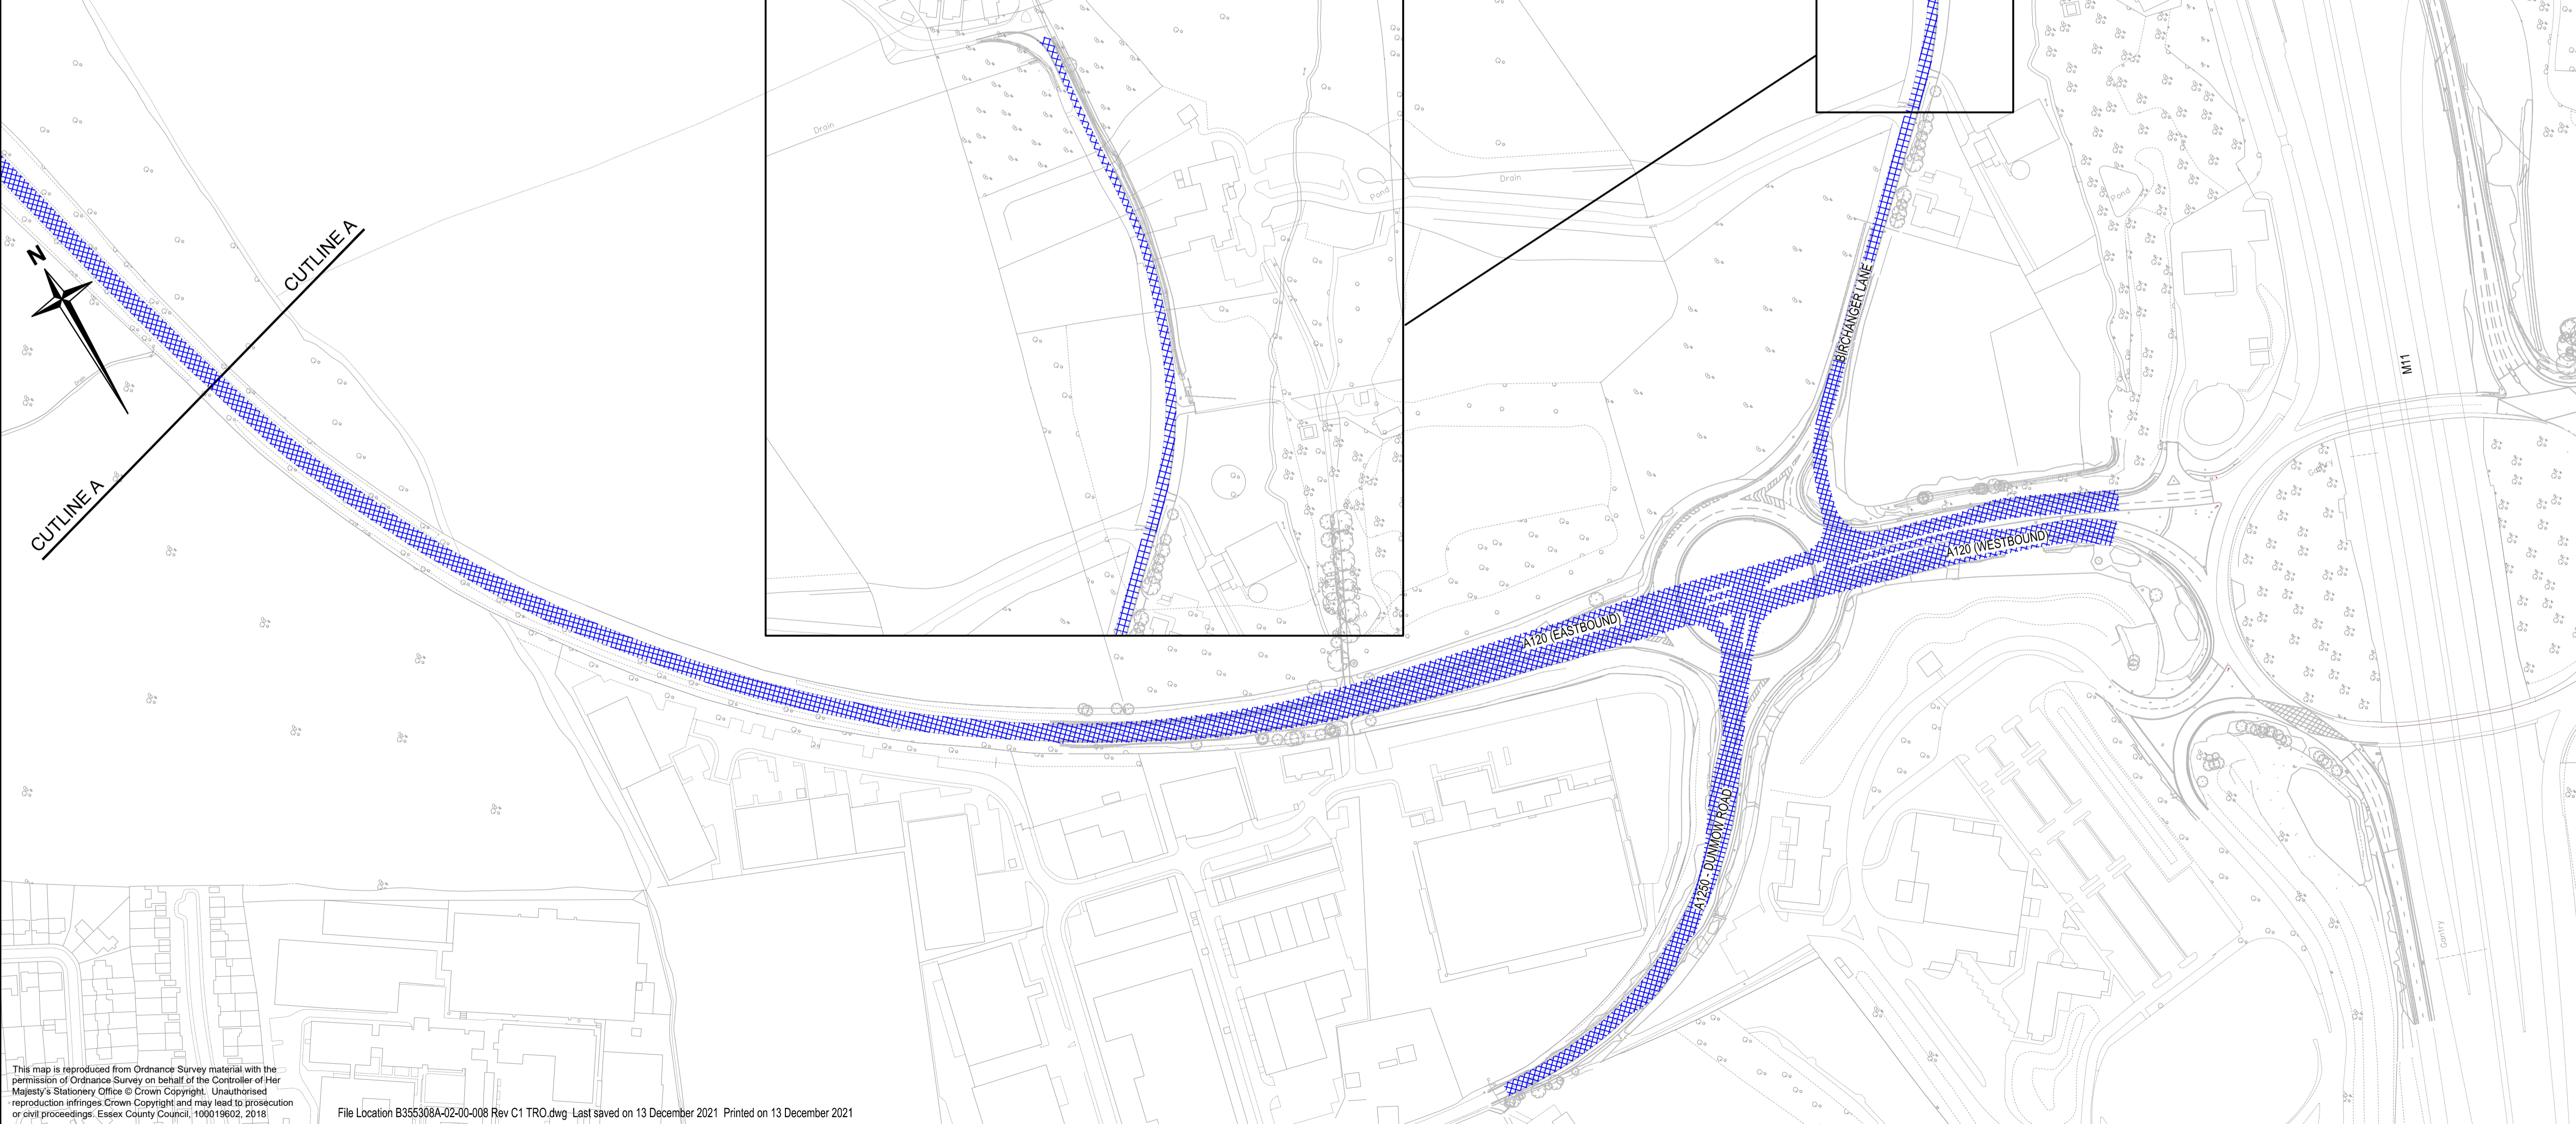 Drain
Pond
Drain
Pond
N
CUTLINE A
CUTLINE A
Drain
BIRCHANGER LANE
M11
A120 (WESTBOUND)
A120 (EASTBOUND)
A1250 - DUNMOW ROAD
Gantry
Gantry
This map is reproduced from Ordnance Survey material with the
permission of Ordnance Survey on behalf of the Controller of Her
Majesty's Stationery Office © Crown Copyright. Unauthorised
reproduction infringes Crown Copyright and may lead to prosecution
or civil proceedings. Essex County Council, 100019602, 2018
File Location B355308A-02-00-008 Rev C1 TRO.dwg Last saved on 13 December 2021 Printed on 13 December 2021